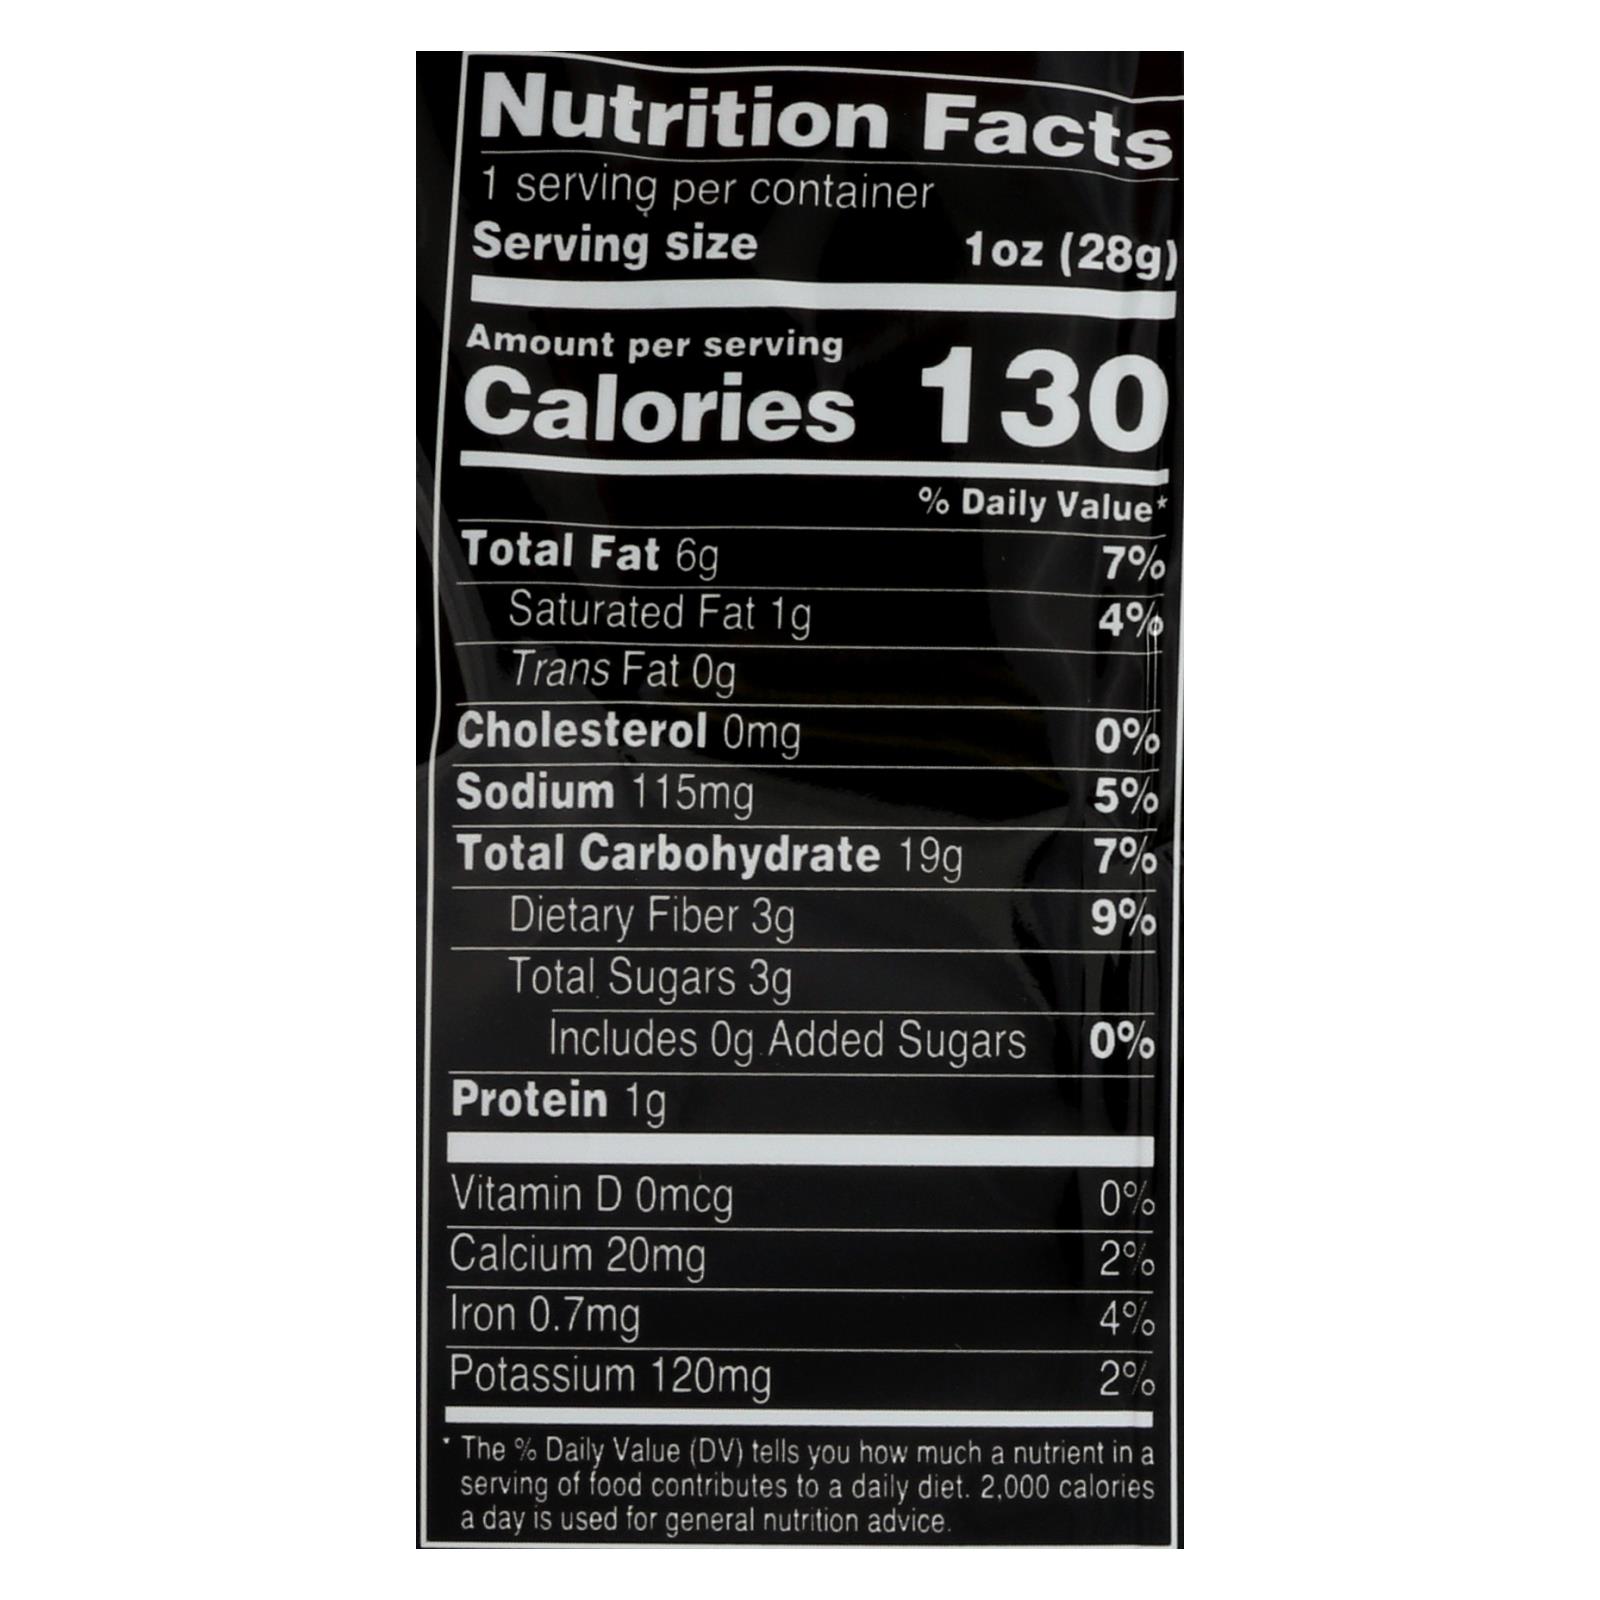 Nutrition Facts
1 serving per container
Serving size 1oz (28g)
Amount per serving
Calories 130
% Daily Value*
Total Fat 6g 7%
Saturated Fat 1g 4%
Trans Fat 0g
Cholesterol 0mg 0%
Sodium 115mg 5%
Total Carbohydrate 19g 7%
Dietary Fiber 3g 9%
Total Sugars 3g
Includes 0g Added Sugars 0%
Protein 1g
Vitamin D 0mcg 0%
Calcium 20mg 2%
Iron 0.7mg 4%
Potassium 120mg 2%
* The % Daily Value (DV) tells you how much a nutrient in a
serving of food contributes to a daily diet. 2,000 calories
a day is used for general nutrition advice.